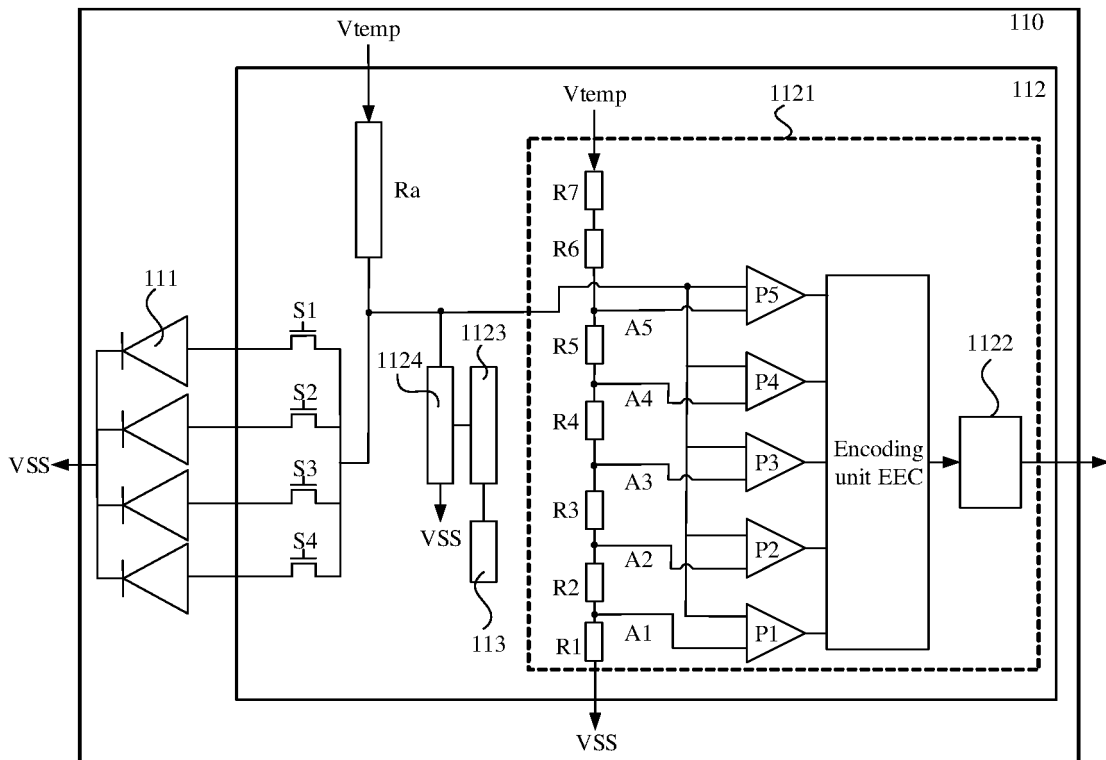 110
Vtemp
112
Vtemp
1121
R7
Ra
R6
111
P5
S1
A5
1123
R5
1122
1124
P4
S2
A4
R4
VSS
Encoding
unit EEC
P3
S3
A3
R3
VSS
S4
P2
A2
R2
P1
A1
113
R1
VSS